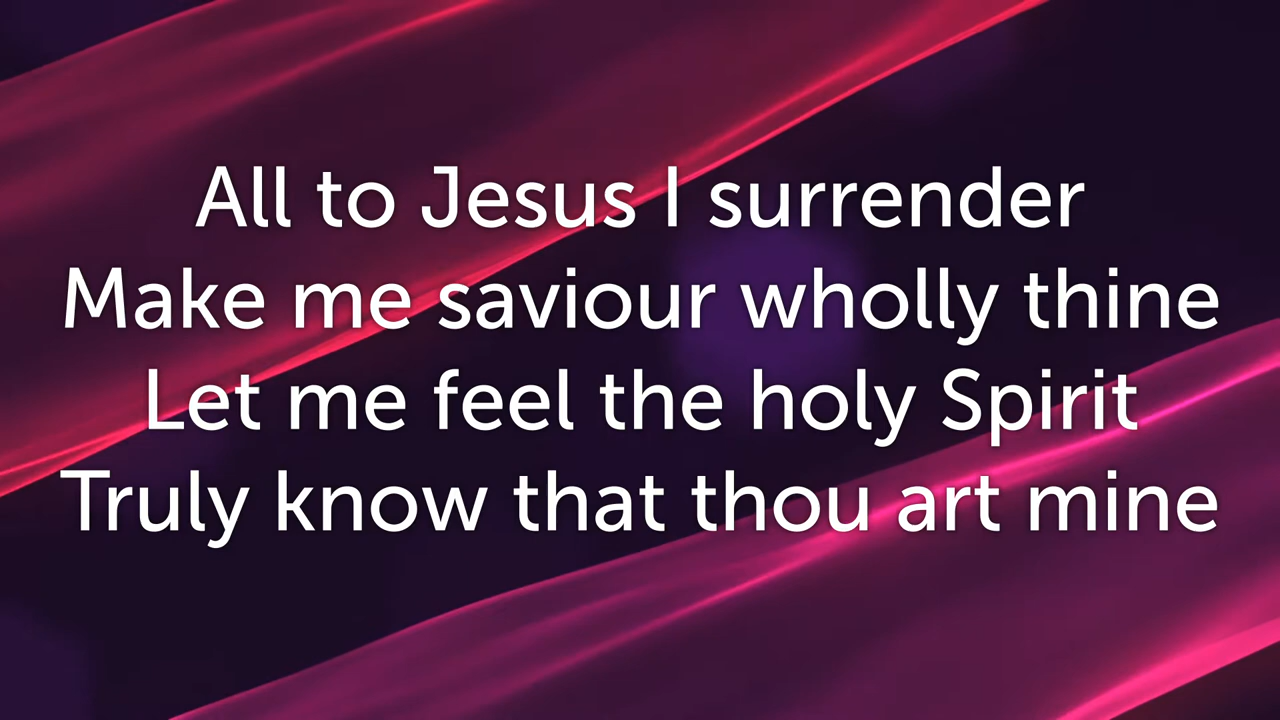 All to Jesus I surrender
Make me saviour wholly thine
Let me feel the holy Spirit
Truly know that thou art mine